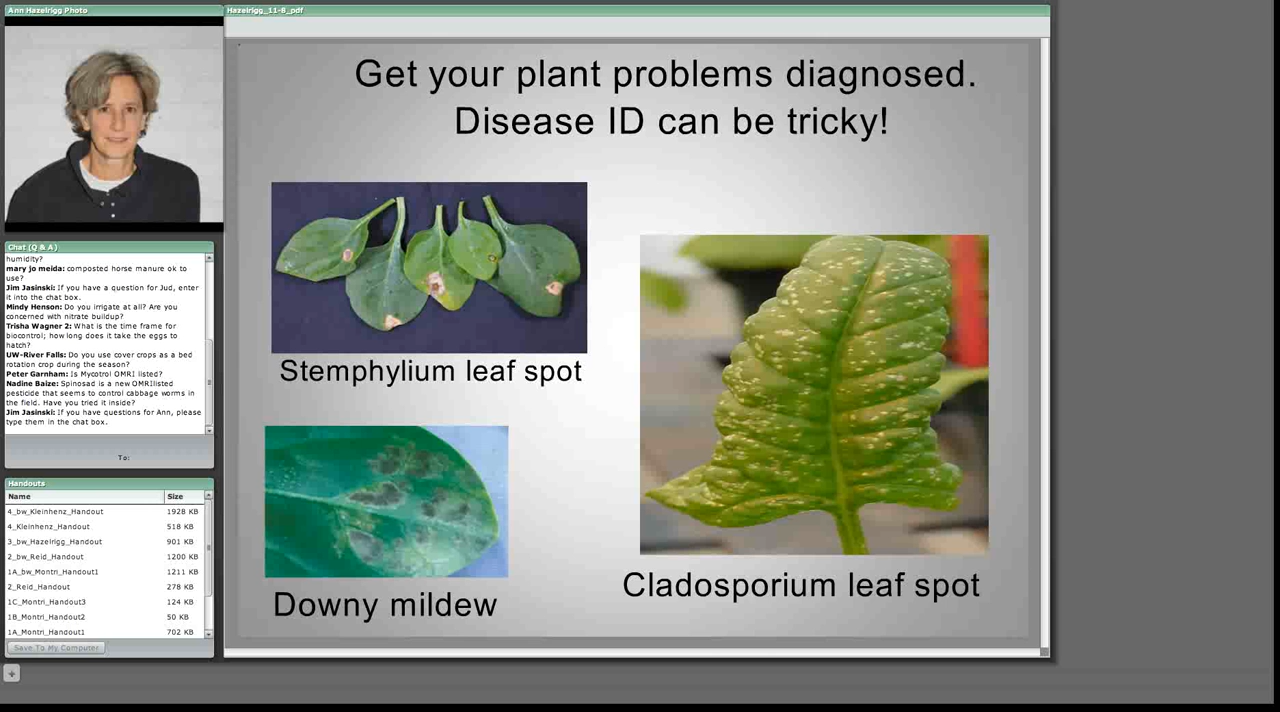 Ann Hazelrigg Photo
Hazelrigg_11-8_pdf
Get your plant problems diagnosed.
Disease ID can be tricky!
Stemphylium leaf spot
Downy mildew
Cladosporium leaf spot
Chat (Q & A)
humidity?
mary jo meida: composted horse manure ok to
use?
Jim Jasinski: If you have a question for Jud, enter
it into the chat box.
Mindy Henson: Do you irrigate at all? Are you
concerned with nitrate buildup?
Trisha Wagner 2: What is the time frame for
biocontrol; how long does it take the eggs to
hatch?
UW-River Falls: Do you use cover crops as a bed
rotation crop during the season?
Peter Garnham: Is Mycotrol OMRI listed?
Nadine Baize: Spinosad is a new OMRIlisted
pesticide that seems to control cabbage worms in
the field. Have you tried it inside?
Jim Jasinski: If you have questions for Ann, please
type them in the chat box.
To:
Handouts
Name Size
4_bw_Kleinhenz_Handout 1928 KB
4_Kleinhenz_Handout 518 KB
3_bw_Hazelrigg_Handout 901 KB
2_bw_Reid_Handout 1200 KB
1A_bw_Montri_Handout1 1211 KB
2_Reid_Handout 278 KB
1C_Montri_Handout3 124 KB
1B_Montri_Handout2 50 KB
1A_Montri_Handout1 702 KB
Save To My Computer